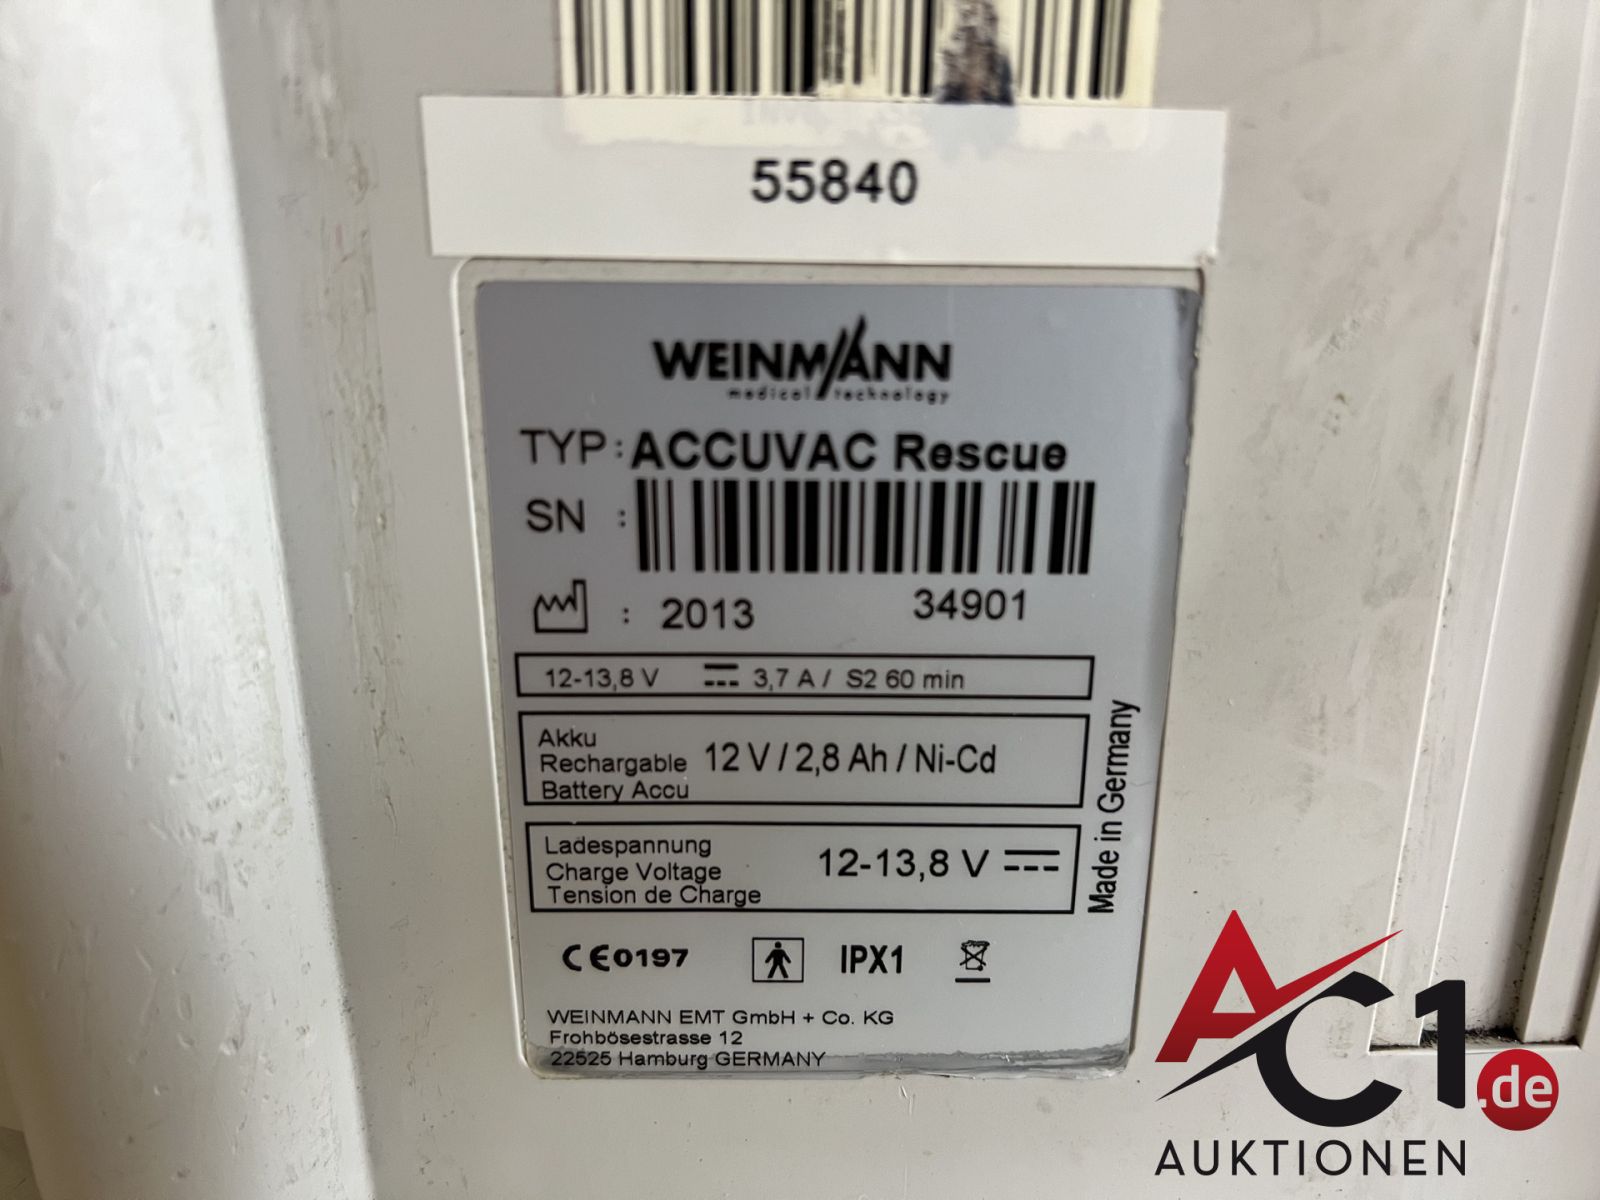 55840
WEINMANN
medical technology
TYP: ACCUVAC Rescue
SN :
34901
: 2013
12-13,8 V 3,7 A / S2 60 min
Akku
Rechargable
Battery Accu
12 V / 2,8 Ah / Ni-Cd
Ladespannung
Charge Voltage
Tension de Charge
12-13,8 V
Made in Germany
CE0197
IPX1
WEINMANN EMT GmbH + Co. KG
Frohbösestrasse 12
22525 Hamburg GERMANY
AC1.de
AUKTIONEN